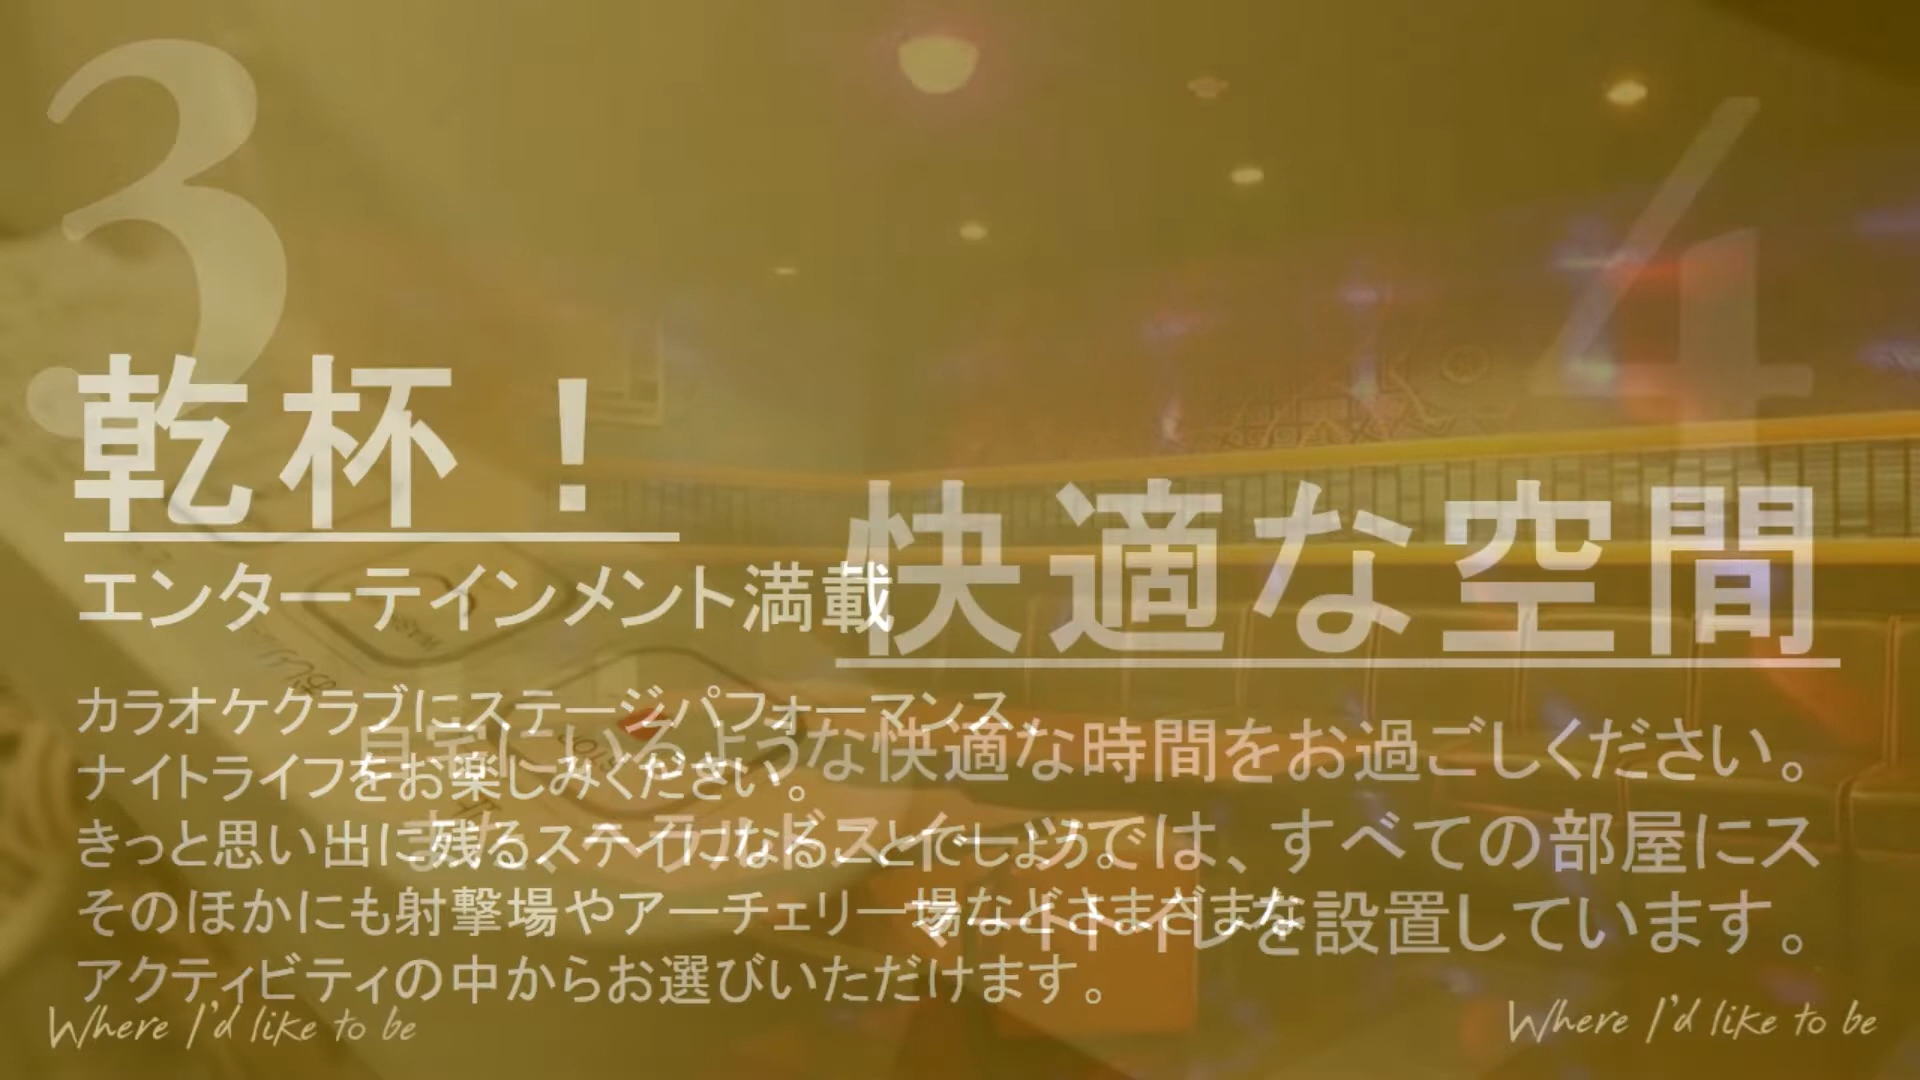 3.
乾杯！
エンターテインメント満載
カラオケクラブにステージパフォーマンス、
ナイトライフをお楽しみください。
きっと思い出に残るステイになることでしょう。
そのほかにも射撃場やアーチェリー場などさまざまな
アクティビティの中からお選びいただけます。
Where I'd like to be
4
快適な空間
自宅にいるような快適な時間をお過ごしください。
では、すべての部屋にス
マートトイレを設置しています。
Where I'd like to be